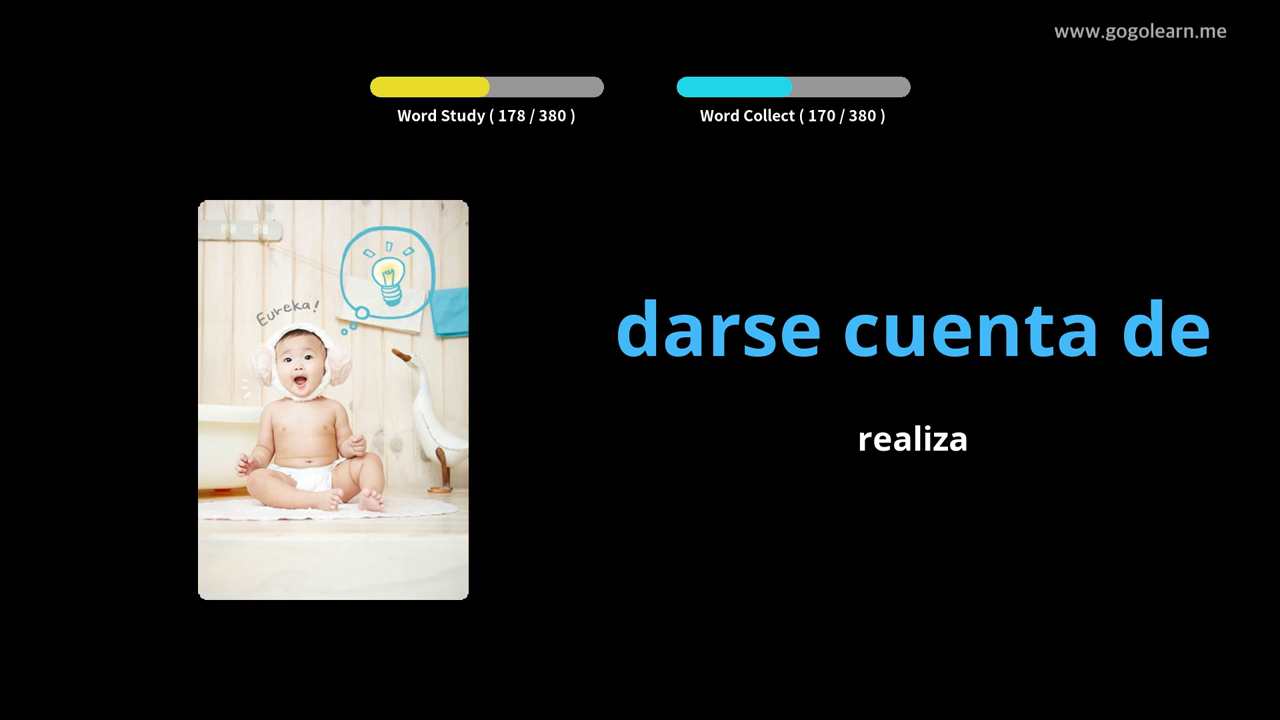 www.gogolearn.me
Word Study ( 178 / 380 )
Word Collect ( 170 / 380 )
Eureka!
darse cuenta de
realiza